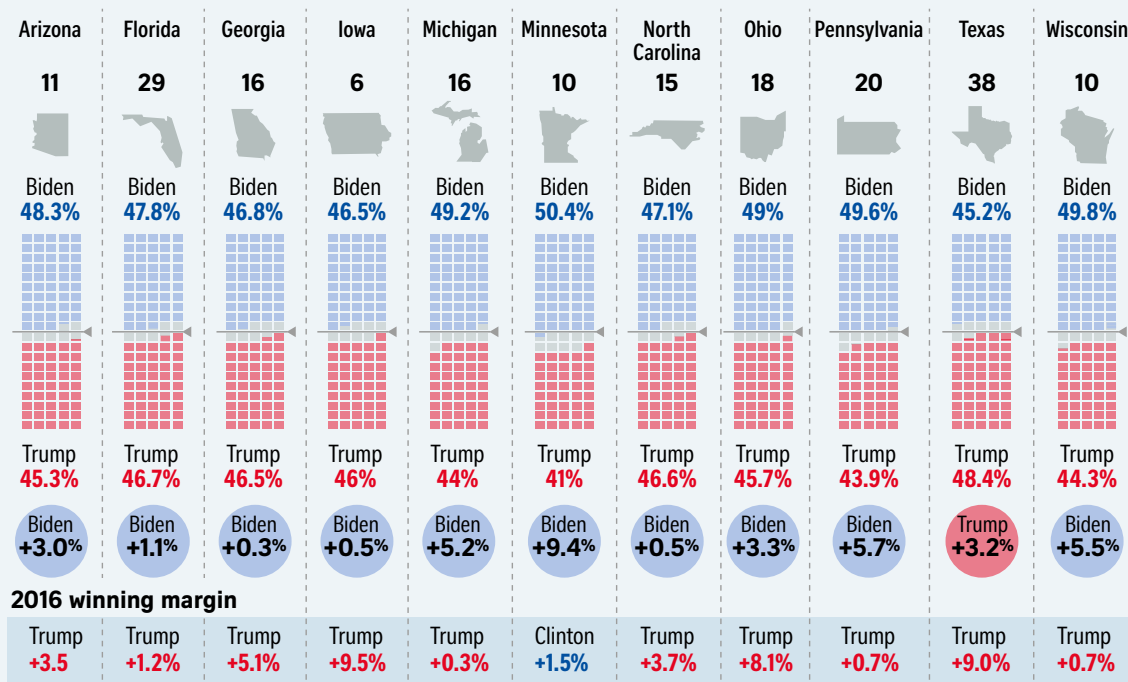 Arizona Florida Georgia Iowa Michigan Minnesota North Carolina Ohio Pennsylvania Texas Wisconsin
11 29 16 6 16 10 15 18 20 38 10
Biden Biden Biden Biden Biden Biden Biden Biden Biden Biden Biden
48.3% 47.8% 46.8% 46.5% 49.2% 50.4% 47.1% 49% 49.6% 45.2% 49.8%
Trump Trump Trump Trump Trump Trump Trump Trump Trump Trump Trump
45.3% 46.7% 46.5% 46% 44% 41% 46.6% 45.7% 43.9% 48.4% 44.3%
Biden Biden Biden Biden Biden Biden Biden Biden Biden Trump Biden
+3.0% +1.1% +0.3% +0.5% +5.2% +9.4% +0.5% +3.3% +5.7% +3.2% +5.5%
2016 winning margin
Trump Trump Trump Trump Trump Clinton Trump Trump Trump Trump Trump
+3.5 +1.2% +5.1% +9.5% +0.3% +1.5% +3.7% +8.1% +0.7% +9.0% +0.7%